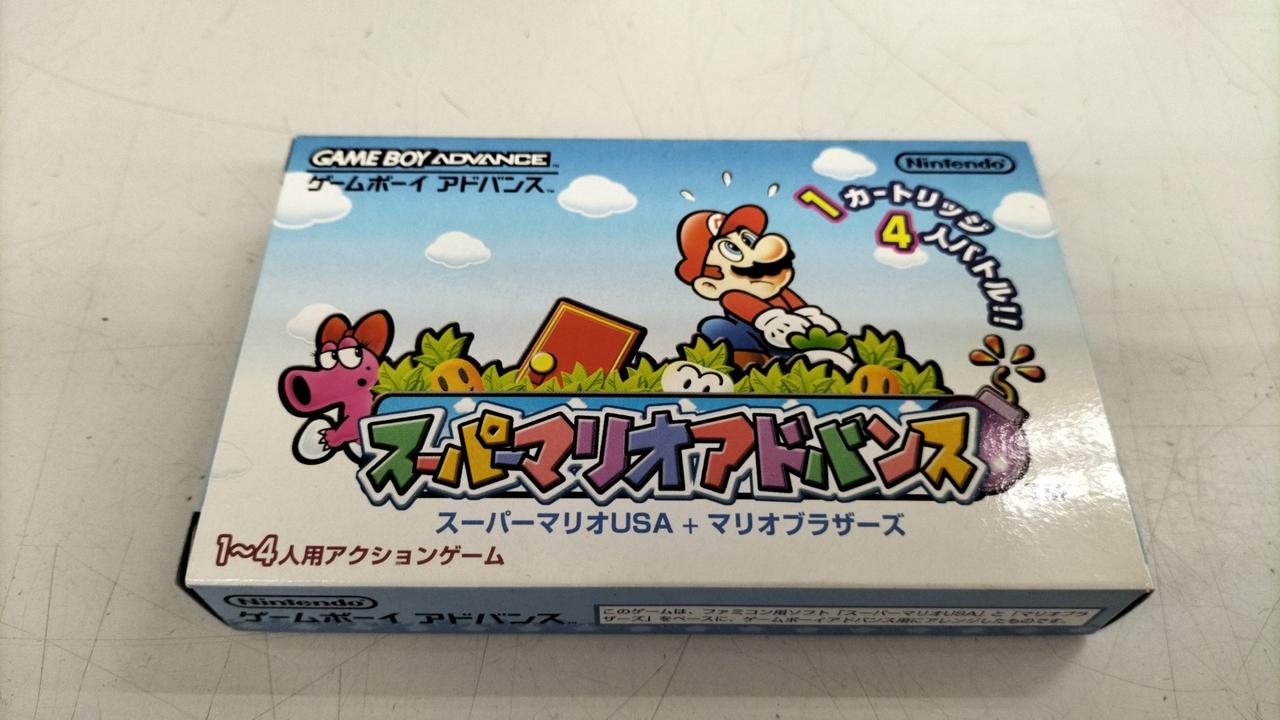 GAME BOY ADVANCE™
ゲームボーイ アドバンス™
Nintendo®
1カートリッジ
4人バトル!!
スーパーマリオアドバンス
スーパーマリオUSA + マリオブラザーズ
1〜4人用アクションゲーム
Nintendo®
ゲームボーイ アドバンス™
このゲームは、ファミコン用ソフト「スーパーマリオUSA」と「マリオブラ
ザーズ」をベースに、ゲームボーイアドバンス用にアレンジしたものです。